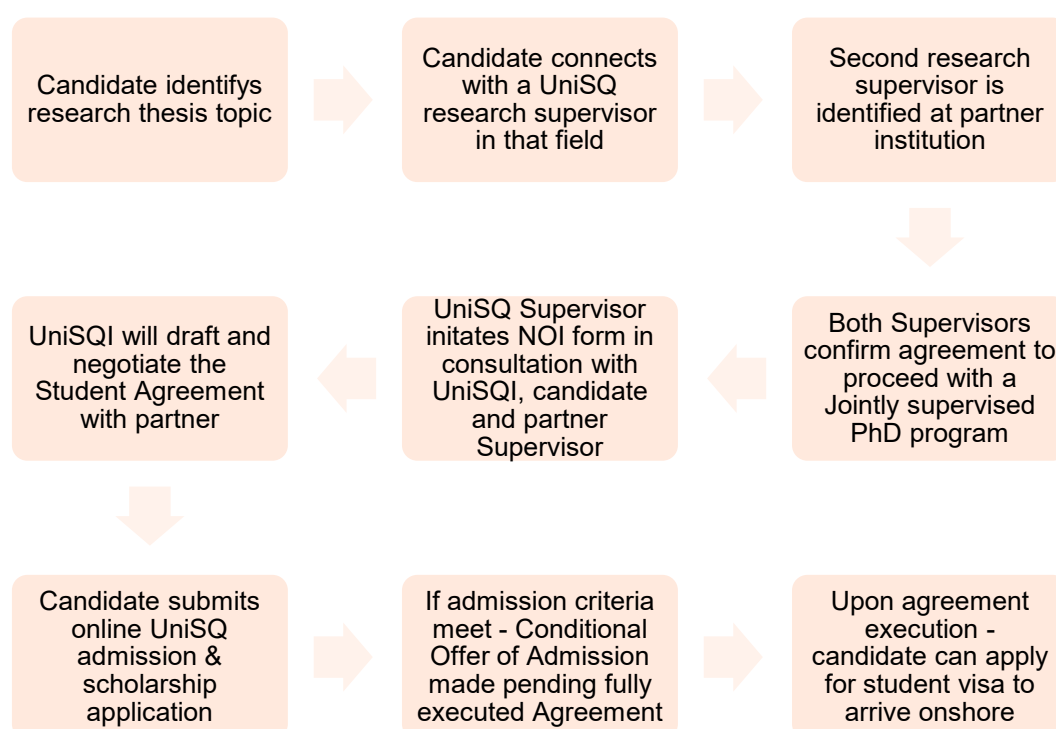 Candidate identifys
research thesis topic
Candidate connects
with a UniSQ
research supervisor
in that field
Second research
supervisor is
identified at partner
institution
Both Supervisors
confirm agreement to
proceed with a
Jointly supervised
PhD program
UniSQ Supervisor
initates NOI form in
consultation with
UniSQI, candidate
and partner
Supervisor
UniSQI will draft and
negotiate the
Student Agreement
with partner
Candidate submits
online UniSQ
admission &
scholarship
application
If admission criteria
meet - Conditional
Offer of Admission
made pending fully
executed Agreement
Upon agreement
execution -
candidate can apply
for student visa to
arrive onshore